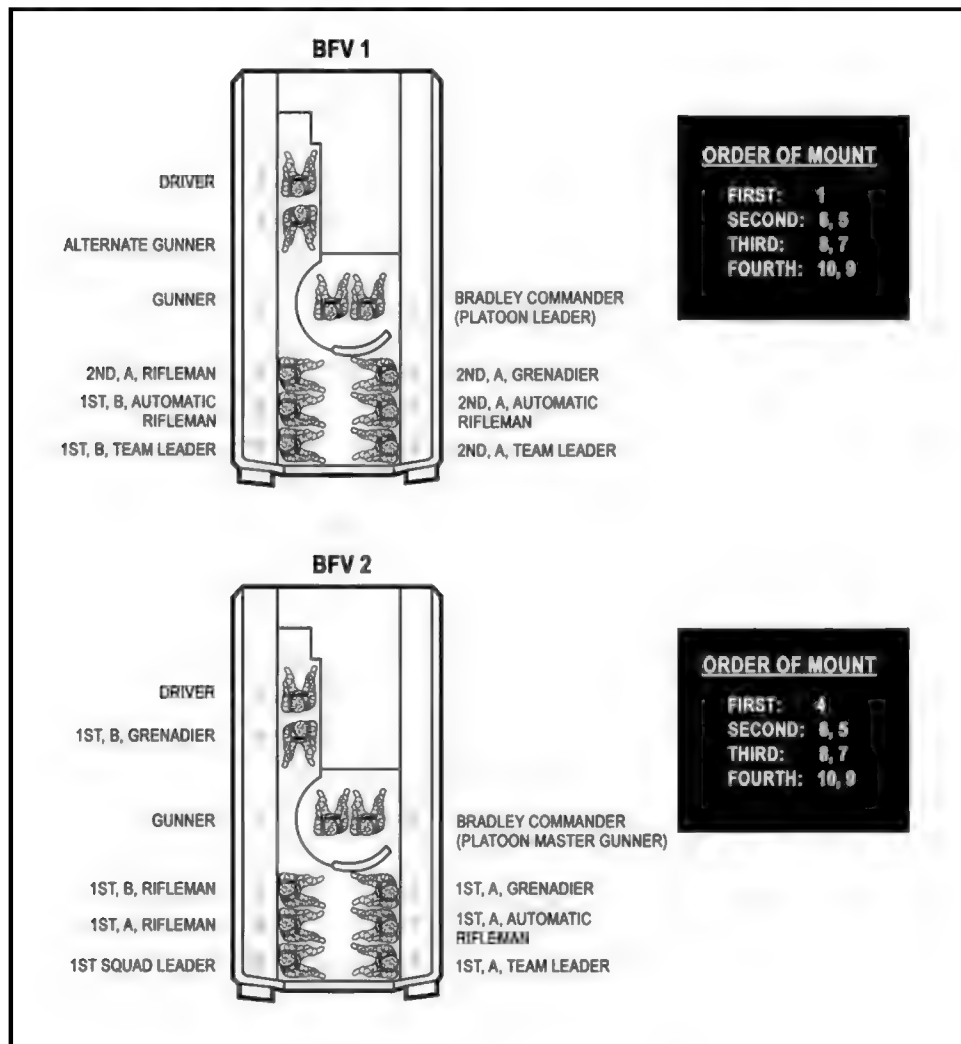 BFV 1
DRIVER
ALTERNATE GUNNER
GUNNER
BRADLEY COMMANDER
(PLATOON LEADER)
2ND, A, RIFLEMAN
1ST, B, AUTOMATIC
RIFLEMAN
1ST, B, TEAM LEADER
2ND, A, GRENADIER
2ND, A, AUTOMATIC
RIFLEMAN
2ND, A, TEAM LEADER
ORDER OF MOUNT
FIRST:
SECOND: 5
THIRD: 8, 7
FOURTH: 10, 9
BFV 2
DRIVER
1ST, B, GRENADIER
GUNNER
BRADLEY COMMANDER
(PLATOON MASTER GUNNER)
1ST, B, RIFLEMAN
1ST, A, RIFLEMAN
1ST SQUAD LEADER
1ST, A, GRENADIER
1ST, A, AUTOMATIC
RIFLEMAN
1ST, A, TEAM LEADER
ORDER OF MOUNT
FIRST: 4
SECOND: 5
THIRD: 8, 7
FOURTH: 10, 9